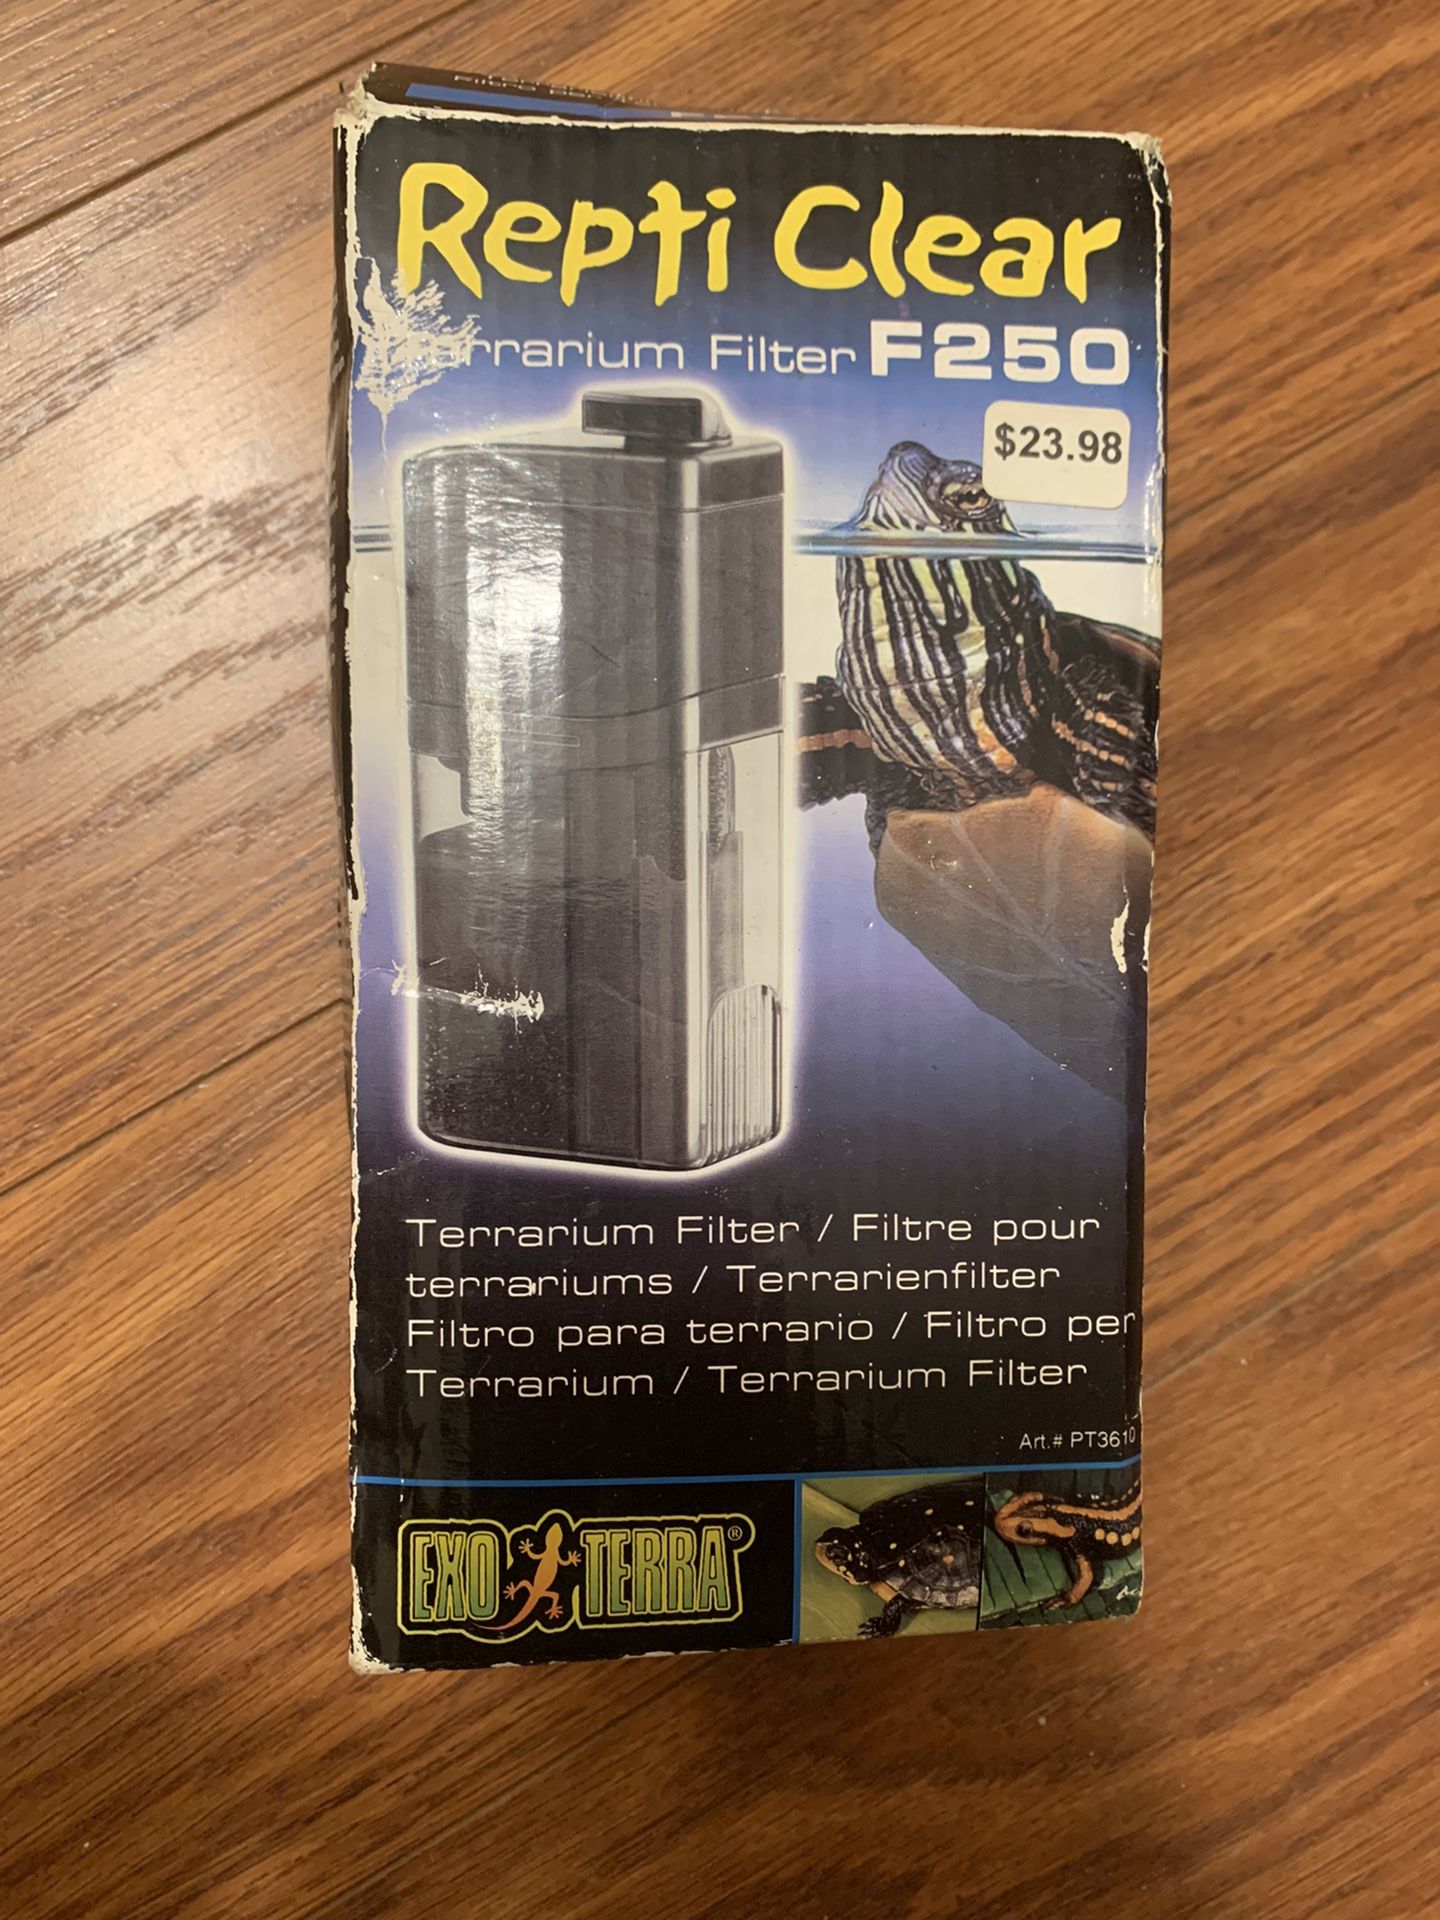 Repti Clear
Terrarium Filter F250
$23.98
Terrarium Filter / Filtre pour
terrariums / Terrarienfilter
Filtro para terrario / Filtro per
Terrarium / Terrarium Filter
Art.# PT3610
EXO TERRA®